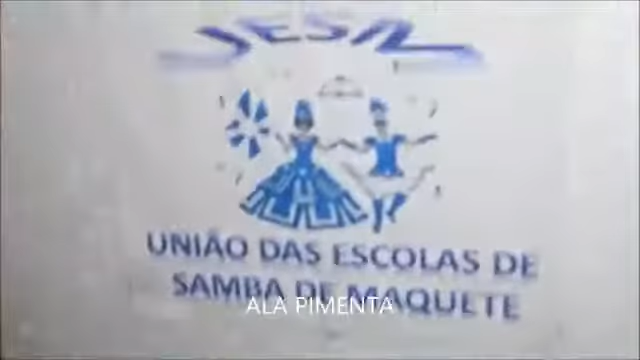 UESM
UNIÃO DAS ESCOLAS DE
SAMBA DE MAQUETE
ALA PIMENTA